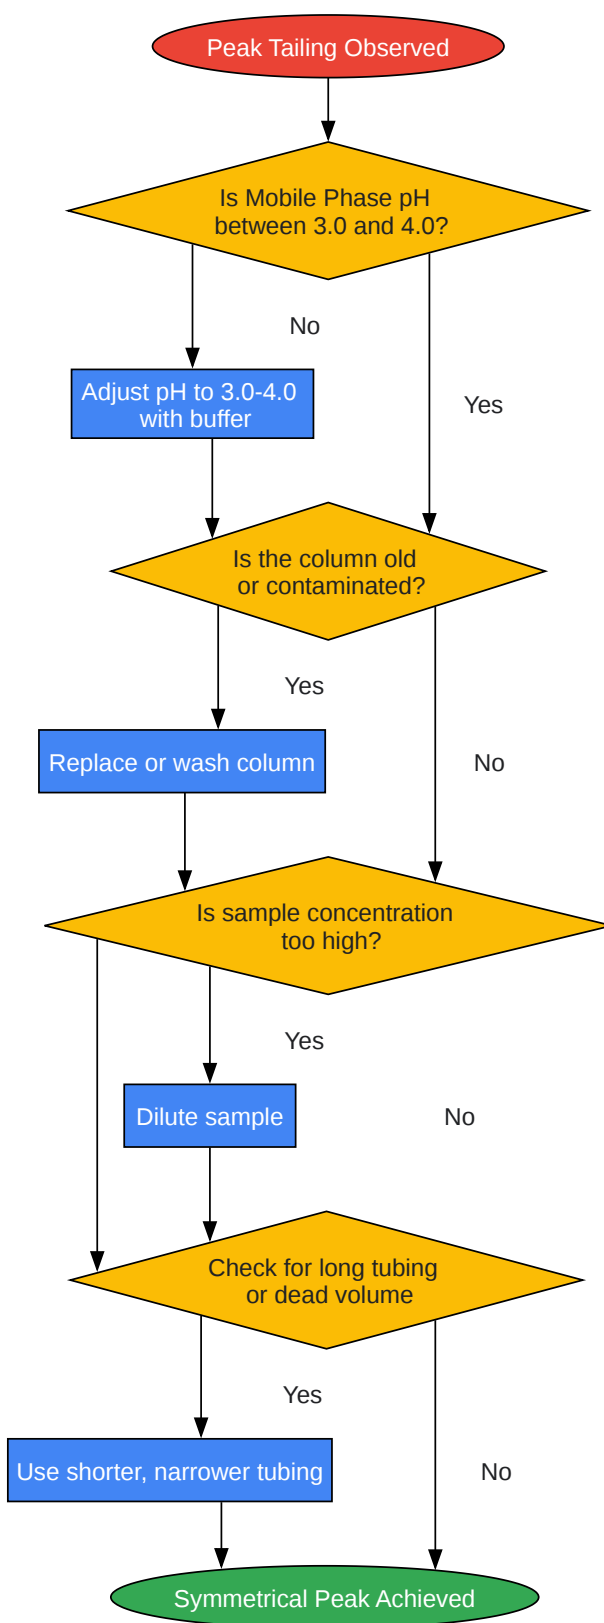 Peak Tailing Observed
Is Mobile Phase pH
between 3.0 and 4.0?
No
Adjust pH to 3.0-4.0
with buffer
Yes
Is the column old
or contaminated?
Yes
Replace or wash column
No
Is sample concentration
too high?
Yes
Dilute sample
No
Check for long tubing
or dead volume
Yes
Use shorter, narrower tubing
No
Symmetrical Peak Achieved